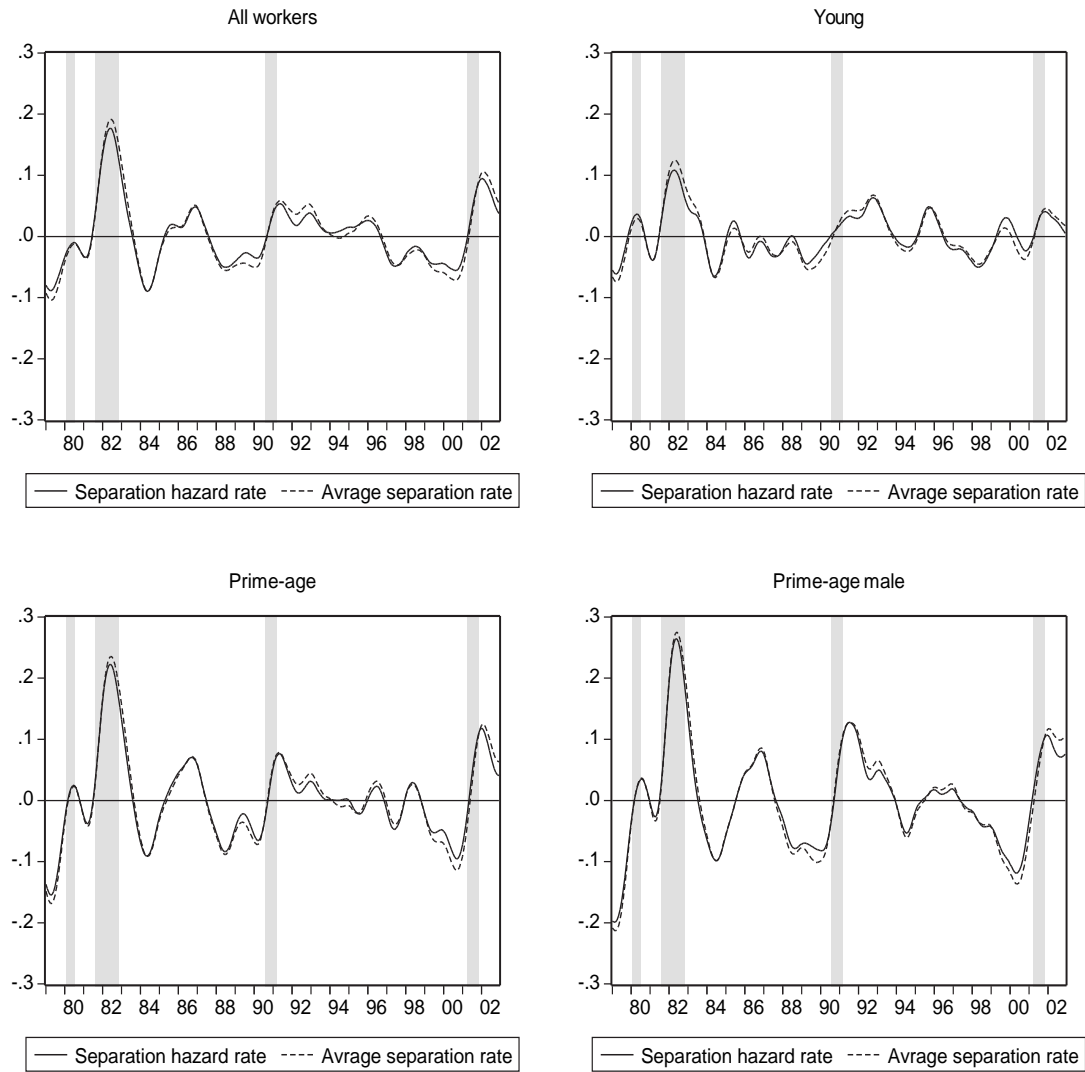 All workers
.3
.2
.1
.0
-.1
-.2
-.3
80 82 84 86 88 90 92 94 96 98 00 02
Separation hazard rate Avrage separation rate
Young
.3
.2
.1
.0
-.1
-.2
-.3
80 82 84 86 88 90 92 94 96 98 00 02
Separation hazard rate Avrage separation rate
Prime-age
.3
.2
.1
.0
-.1
-.2
-.3
80 82 84 86 88 90 92 94 96 98 00 02
Separation hazard rate Avrage separation rate
Prime-age male
.3
.2
.1
.0
-.1
-.2
-.3
80 82 84 86 88 90 92 94 96 98 00 02
Separation hazard rate Avrage separation rate